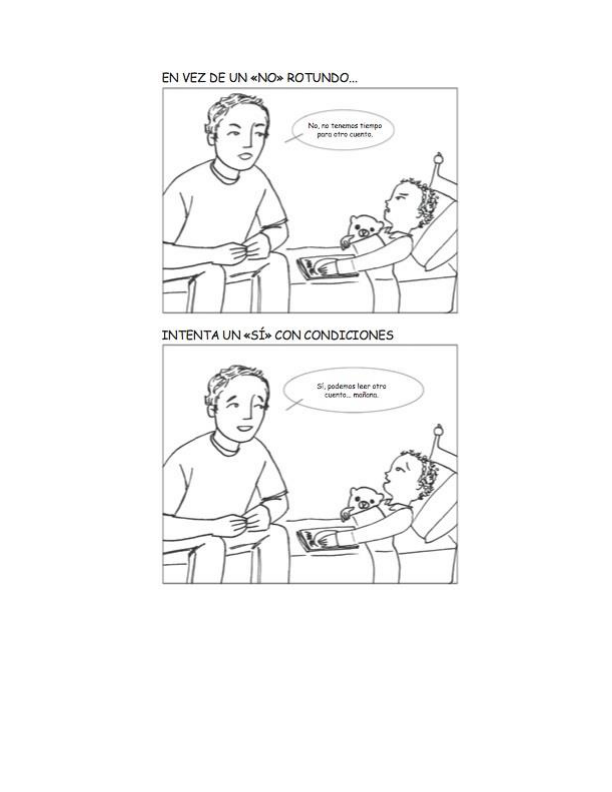 EN VEZ DE UN «NO» ROTUNDO...
No, no tenemos tiempo
para otro cuento.
INTENTA UN «SÍ» CON CONDICIONES
Sí, podemos leer otro
cuento... mañana.